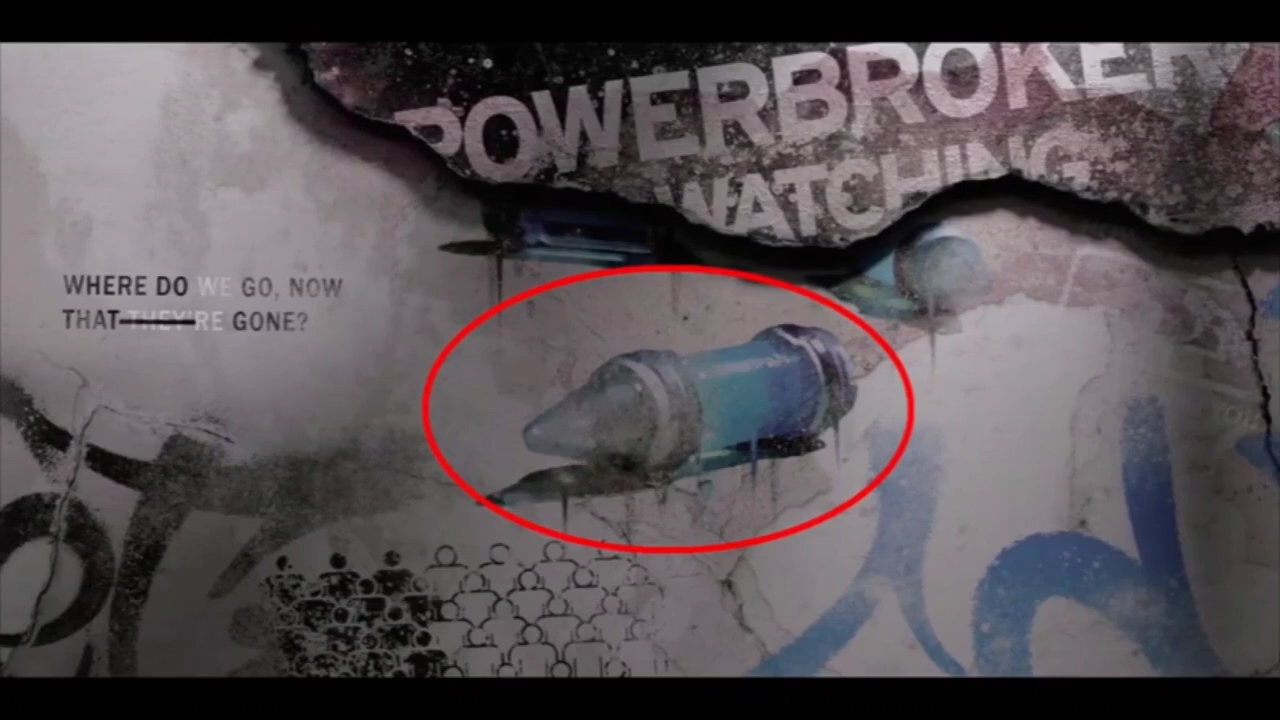 POWERBROKER
WATCHING
WHERE DO WE GO, NOW
THAT THEY'RE GONE?